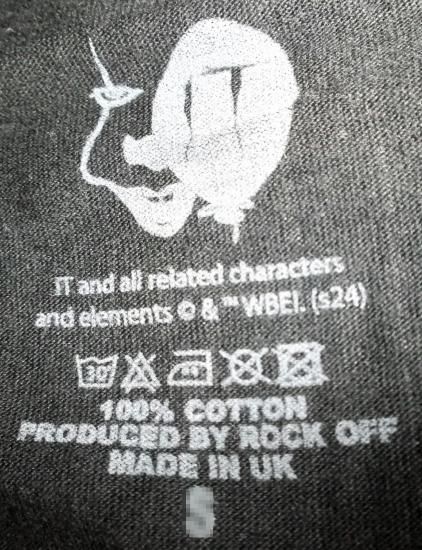 IT and all related characters
and elements © & ™ WBEI. (s24)
30°
100% COTTON
PRODUCED BY ROCK OFF
MADE IN UK
S